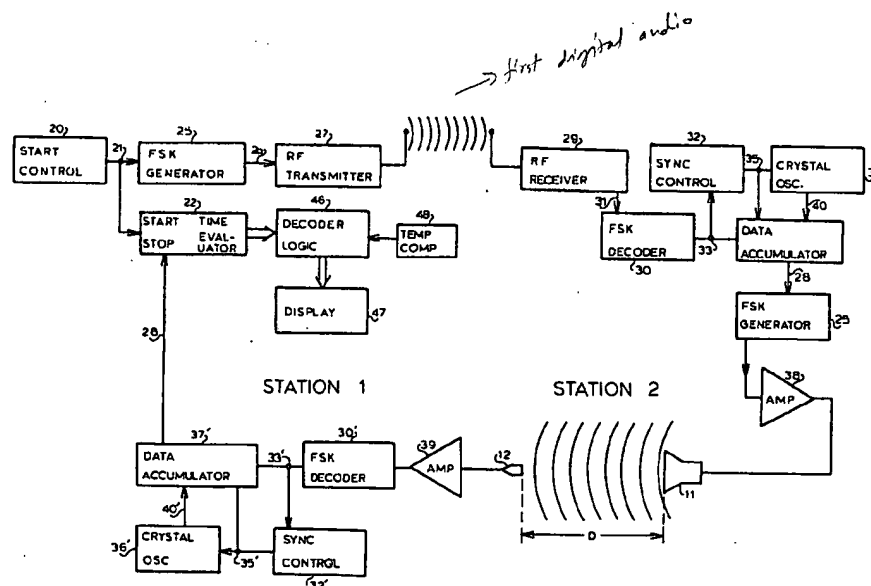 first digital audio
20
START
CONTROL
21
25
FSK
GENERATOR
26
27
RF
TRANSMITTER
29
RF
RECEIVER
31
32
SYNC
CONTROL
35
CRYSTAL
OSC.
40
22
START TIME
STOP EVAL-
UATOR
46
DECODER
LOGIC
48
TEMP
COMP
FSK
DECODER
30
33
DATA
ACCUMULATOR
28
DISPLAY
47
FSK
GENERATOR
25
28
STATION 1
STATION 2
38
AMP
37'
DATA
ACCUMULATOR
33'
30'
FSK
DECODER
39
AMP
12
11
D
40'
36'
CRYSTAL
OSC
35'
SYNC
CONTROL
32'